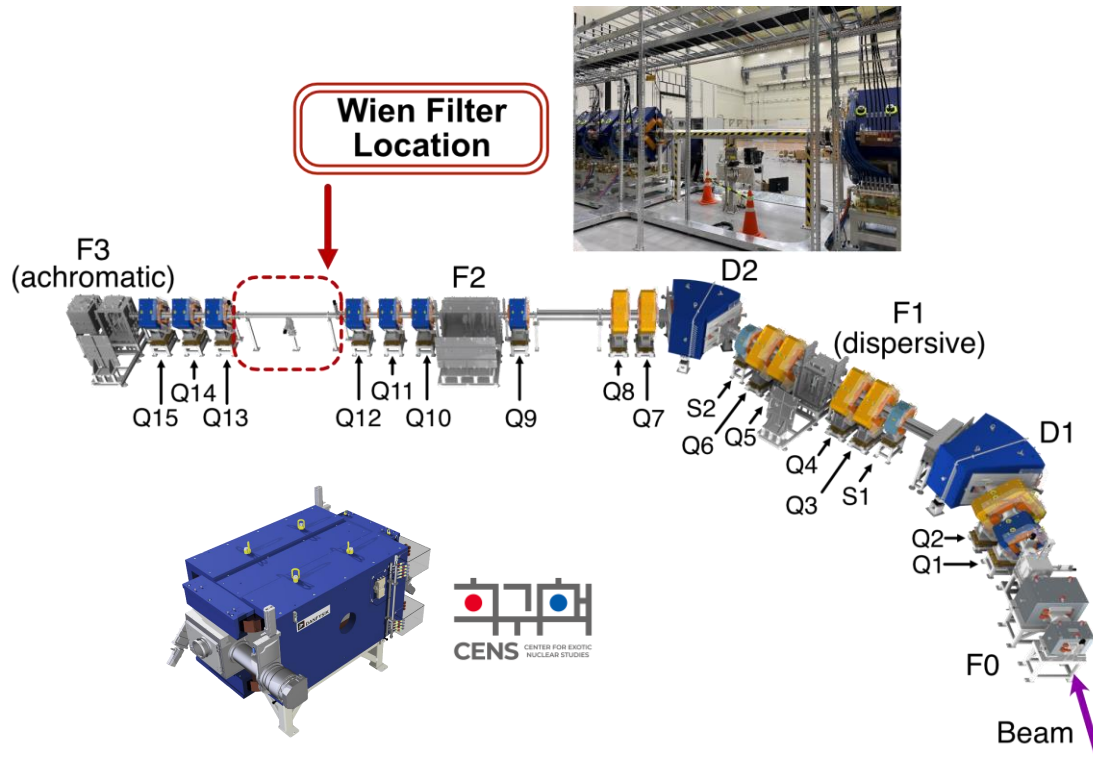 Wien Filter
Location
F3
(achromatic)
F2
D2
F1
(dispersive)
D1
Q15
Q14
Q13
Q12
Q11
Q10
Q9
Q8
Q7
S2
Q6
Q5
Q4
Q3
S1
Q2
Q1
F0
Beam
CENS
CENTER FOR EXOTIC
NUCLEAR STUDIES